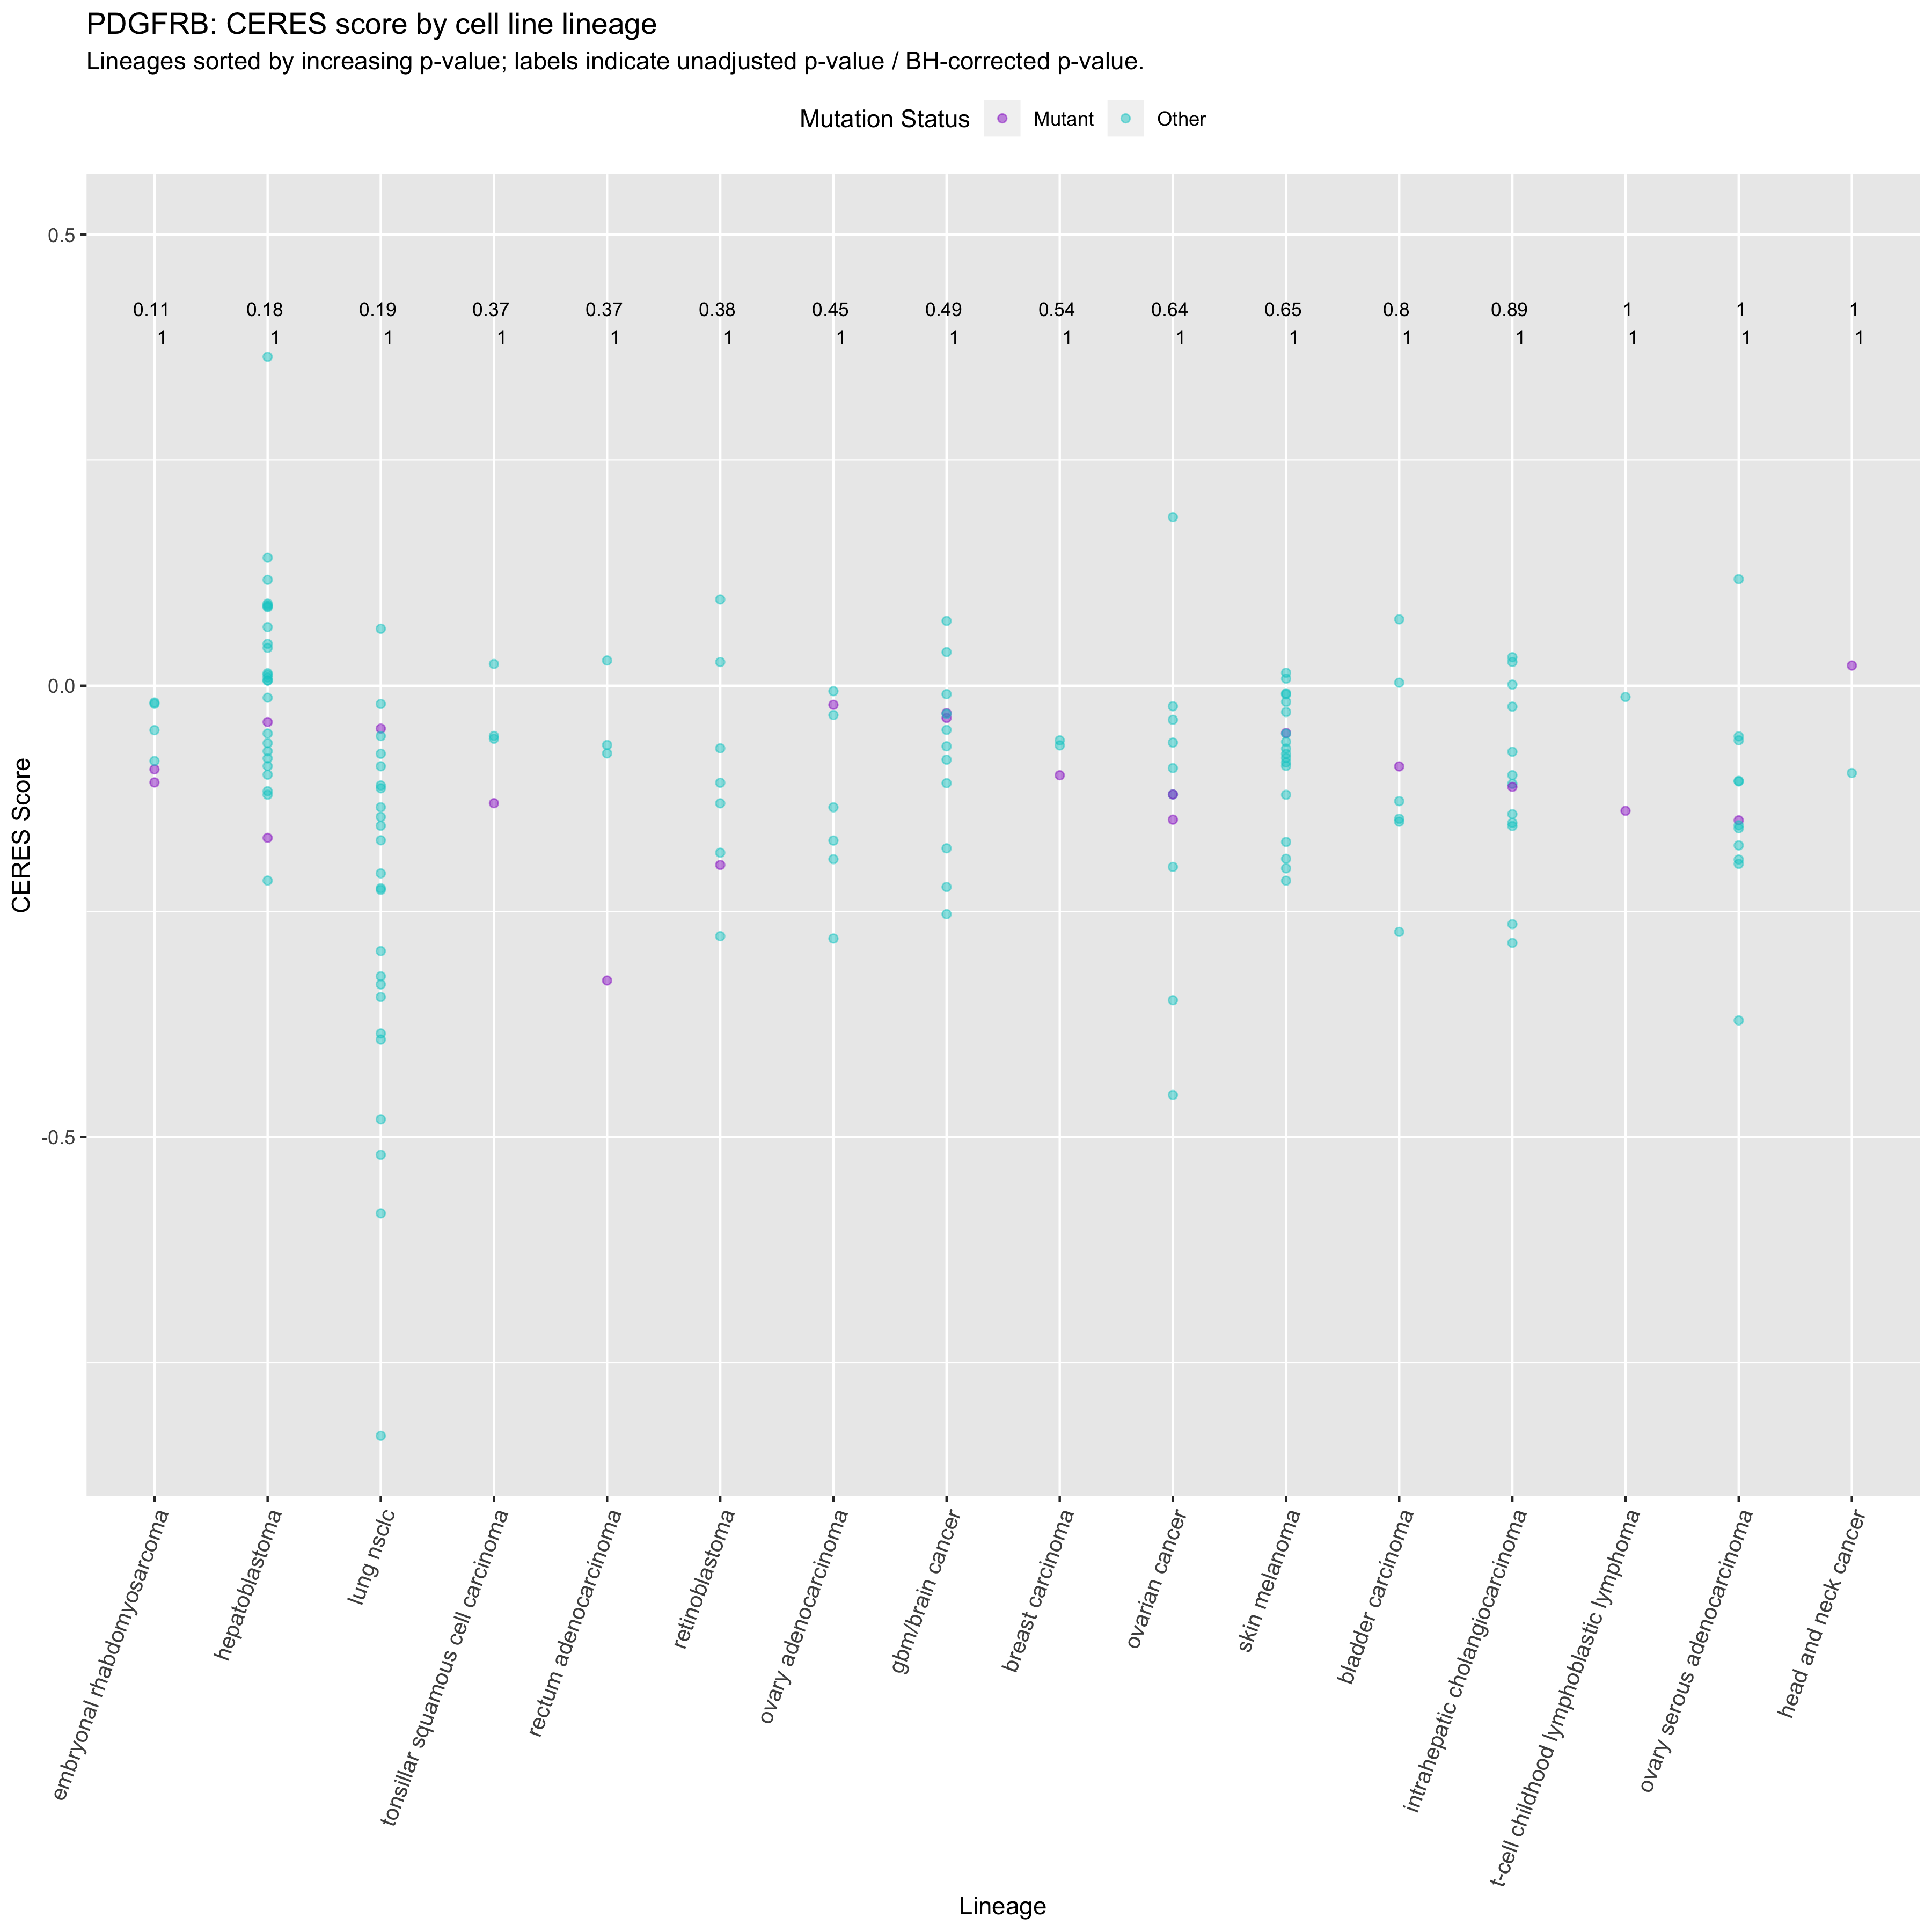 PDGFRB: CERES score by cell line lineage
Lineages sorted by increasing p-value; labels indicate unadjusted p-value / BH-corrected p-value.
Mutation Status Mutant Other
0.5
0.11 0.18 0.19 0.37 0.37 0.38 0.45 0.49 0.54 0.64 0.65 0.8 0.89 1 1 1
1 1 1 1 1 1 1 1 1 1 1 1 1 1 1 1
0.0
-0.5
CERES Score
embryonal rhabdomyosarcoma
hepatoblastoma
lung nsclc
tonsillar squamous cell carcinoma
rectum adenocarcinoma
retinoblastoma
ovary adenocarcinoma
gbm/brain cancer
breast carcinoma
ovarian cancer
skin melanoma
bladder carcinoma
intrahepatic cholangiocarcinoma
t-cell childhood lymphoblastic lymphoma
ovary serous adenocarcinoma
head and neck cancer
Lineage